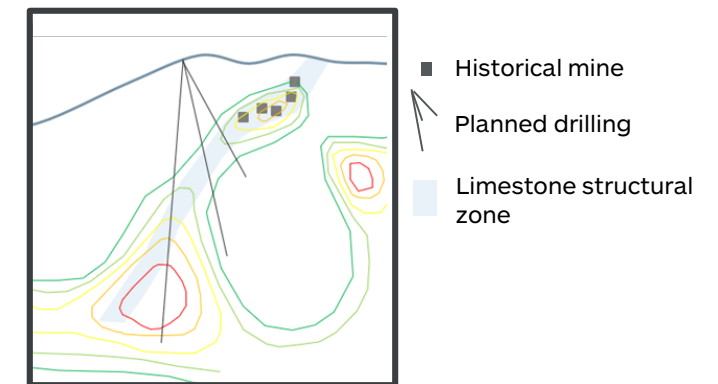 Historical mine
Planned drilling
Limestone structural
zone